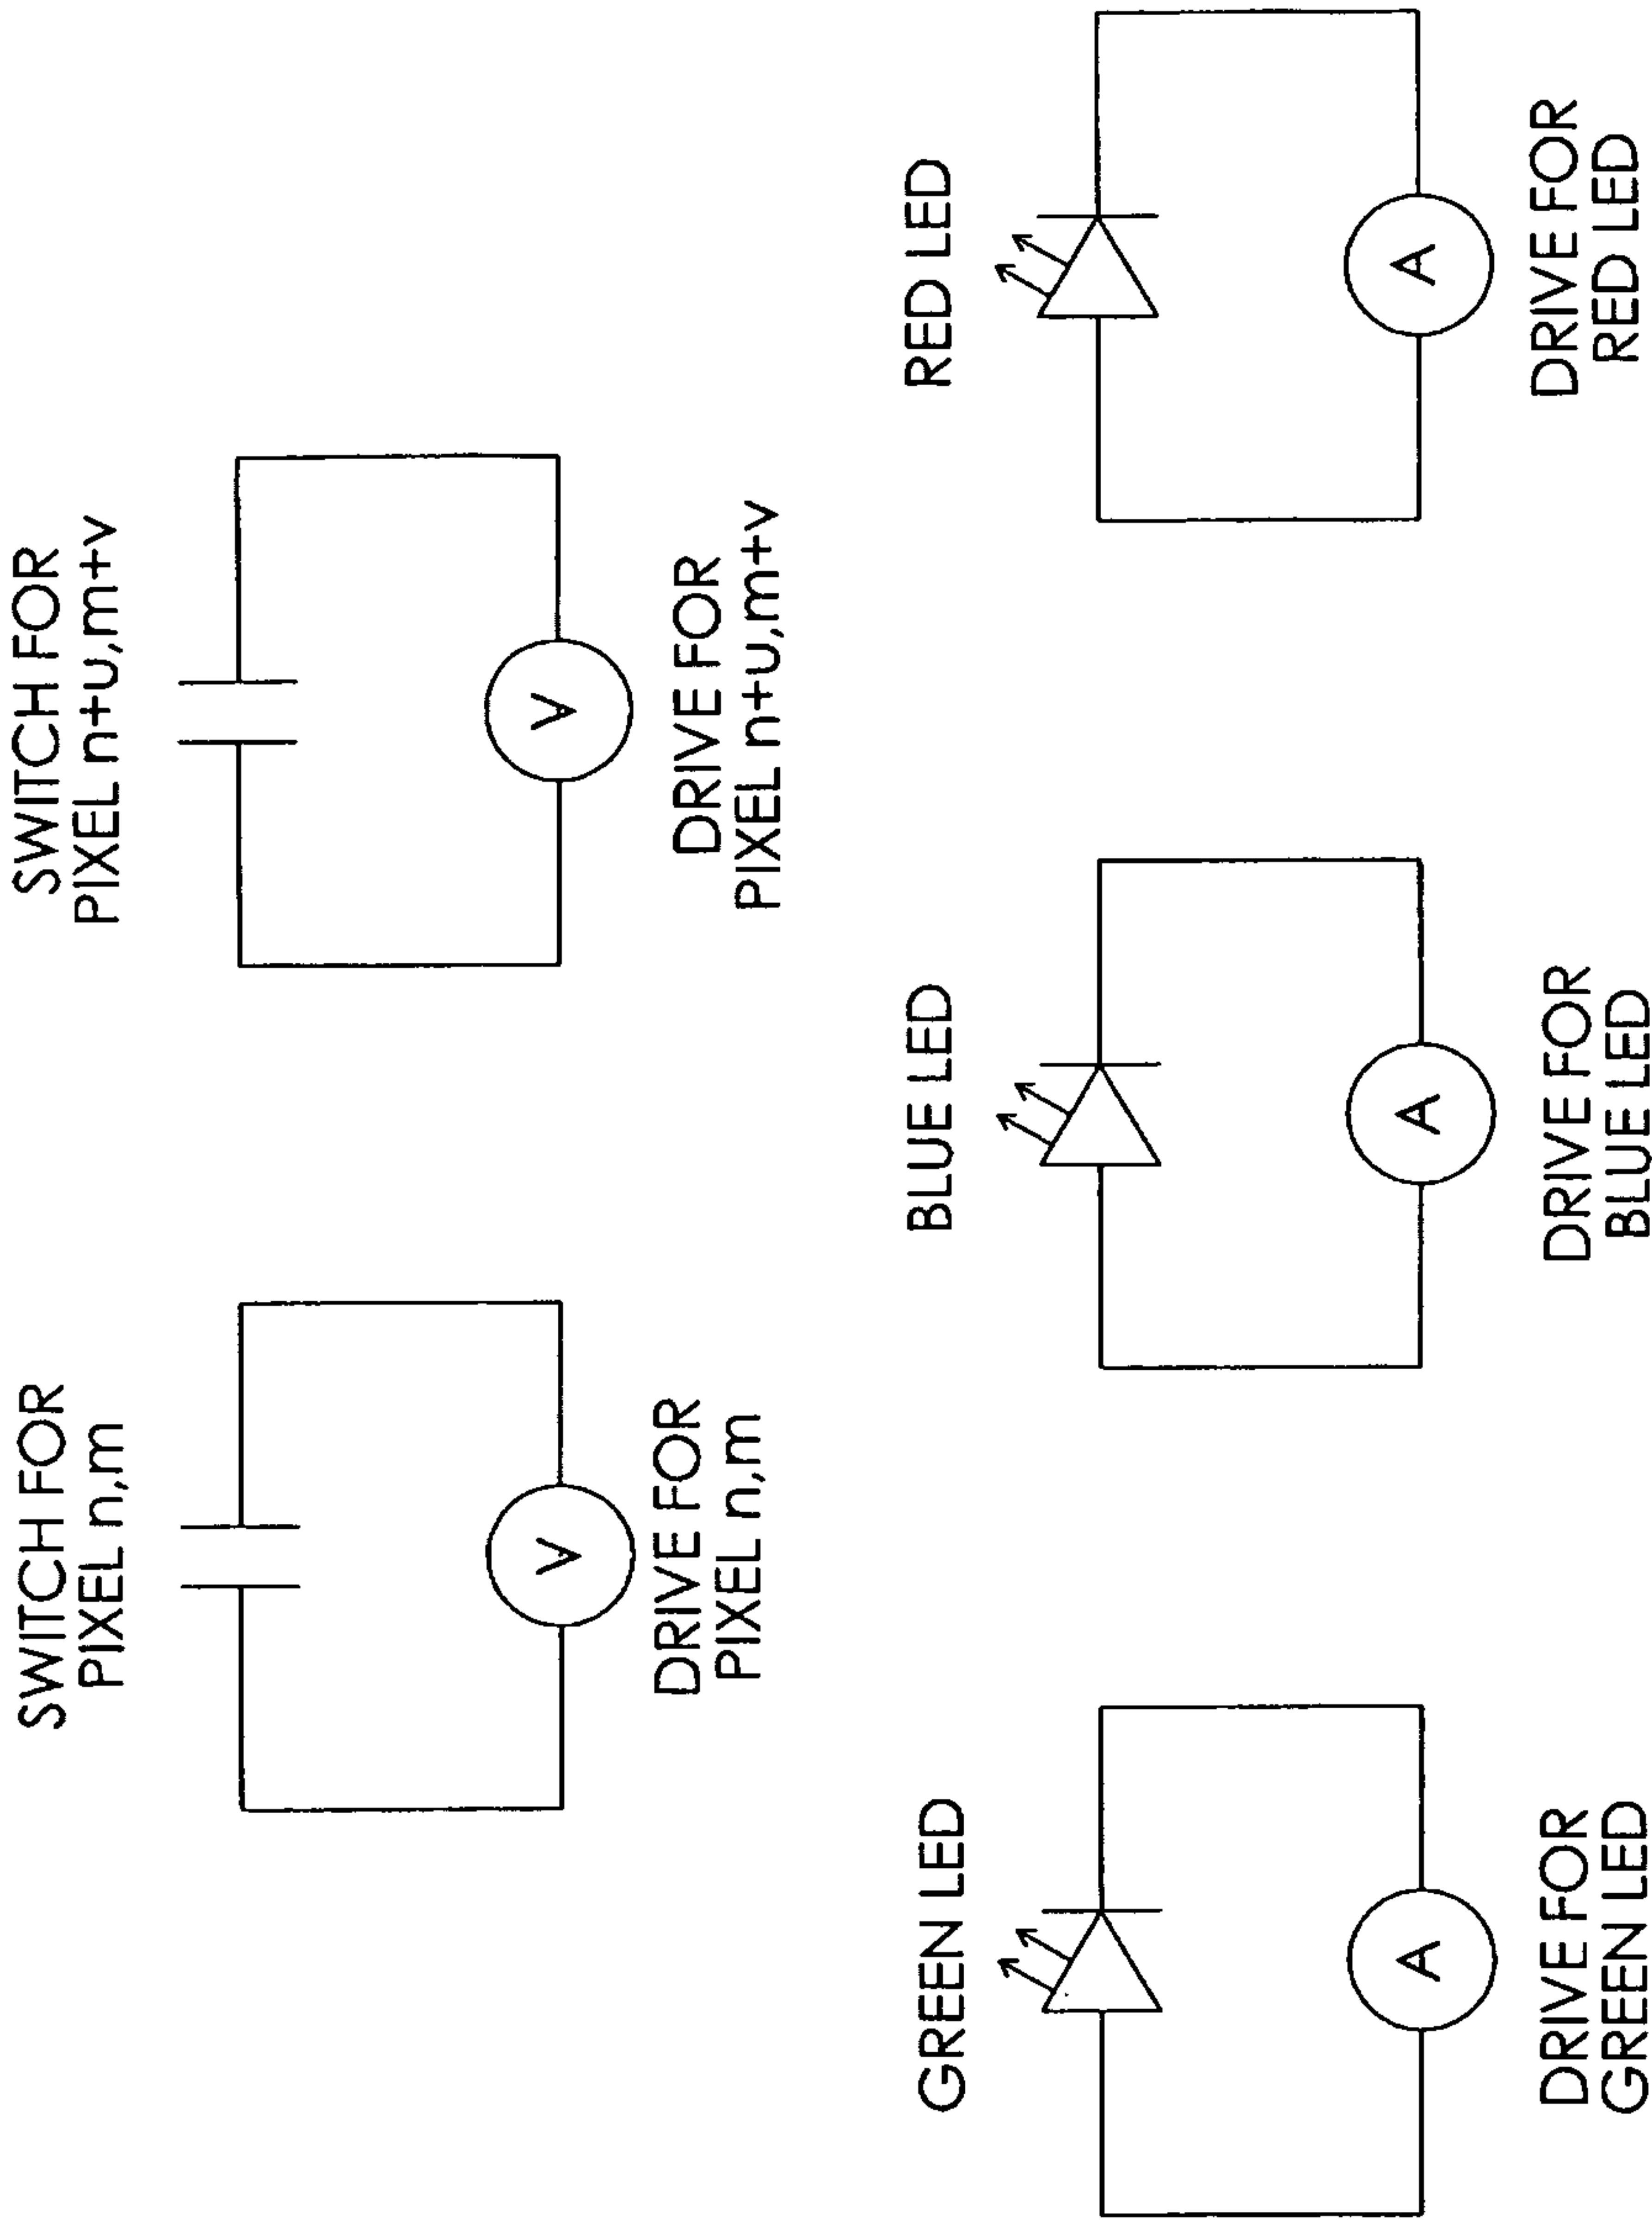 SWITCH FOR
PIXEL n,m
V
DRIVE FOR
PIXEL n,m
SWITCH FOR
PIXEL n+u,m+v
V
DRIVE FOR
PIXEL n+u,m+v
GREEN LED
A
DRIVE FOR
GREEN LED
BLUE LED
A
DRIVE FOR
BLUE LED
RED LED
A
DRIVE FOR
RED LED